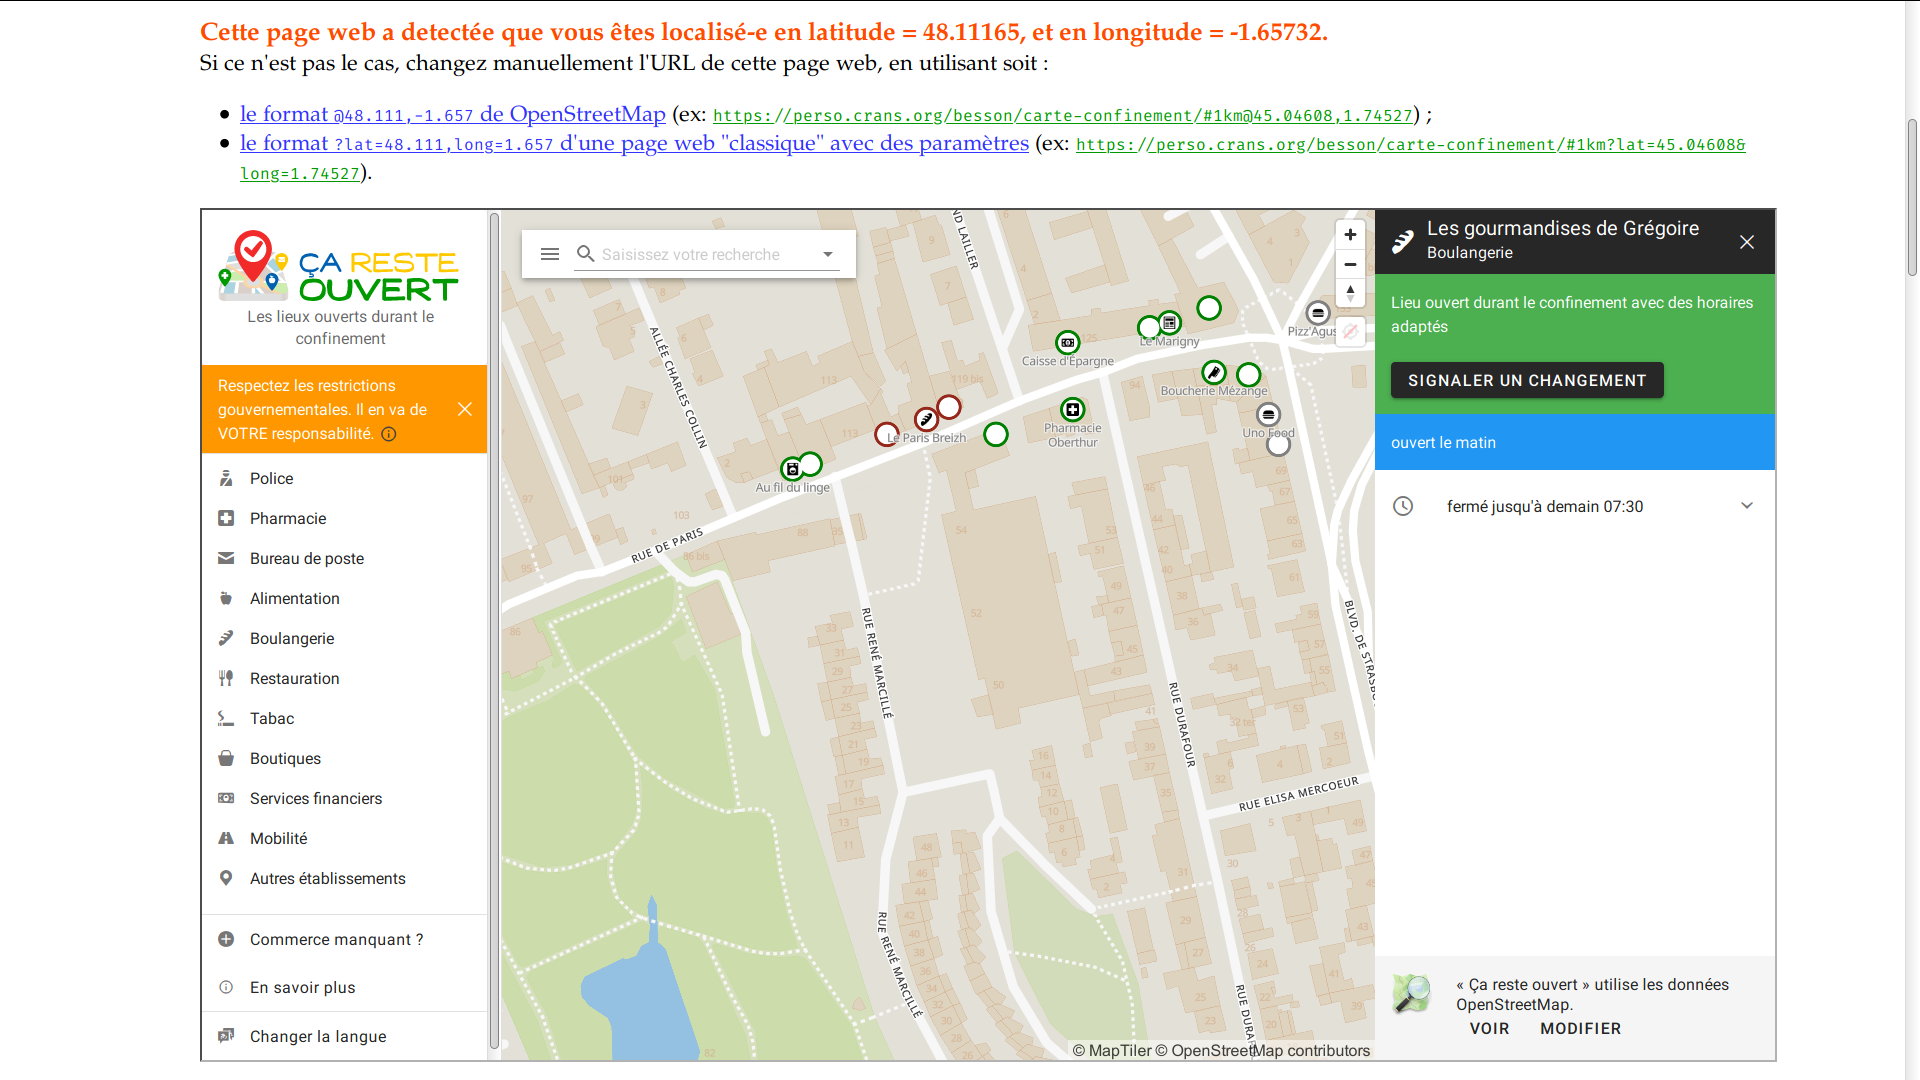 Cette page web a detectée que vous êtes localisé-e en latitude = 48.11165, et en longitude = -1.65732.
Si ce n'est pas le cas, changez manuellement l'URL de cette page web, en utilisant soit :
le format @48.111,-1.657 de OpenStreetMap (ex: https://perso.crans.org/besson/carte-confinement/#1km@45.04608,1.74527) ;
le format ?lat=48.111,long=1.657 d'une page web "classique" avec des paramètres (ex: https://perso.crans.org/besson/carte-confinement/#1km?lat=45.04608&
long=1.74527).
ÇA RESTE
OUVERT
Les lieux ouverts durant le
confinement
Respectez les restrictions
gouvernementales. Il en va de
VOTRE responsabilité.
Police
Pharmacie
Bureau de poste
Alimentation
Boulangerie
Restauration
Tabac
Boutiques
Services financiers
Mobilité
Autres établissements
Commerce manquant ?
En savoir plus
Changer la langue
Saisissez votre recherche
ND LAILLER
ALLÉE CHARLES COLLIN
Caisse d'Épargne
Le Marigny
Pizz'Agus
Boucherie Mézange
Uno Food
Pharmacie
Oberthur
Le Paris Breizh
Au fil du linge
RUE DE PARIS
RUE RENÉ MARCILLÉ
RUE DURAFOUR
BLVD. DE STRASBO
RUE ELISA MERCOEUR
RUE RENÉ MARCILLÉ
RUE DURAF
© MapTiler © OpenStreetMap contributors
Les gourmandises de Grégoire
Boulangerie
Lieu ouvert durant le confinement avec des horaires
adaptés
SIGNALER UN CHANGEMENT
ouvert le matin
fermé jusqu'à demain 07:30
« Ça reste ouvert » utilise les données
OpenStreetMap.
VOIR MODIFIER